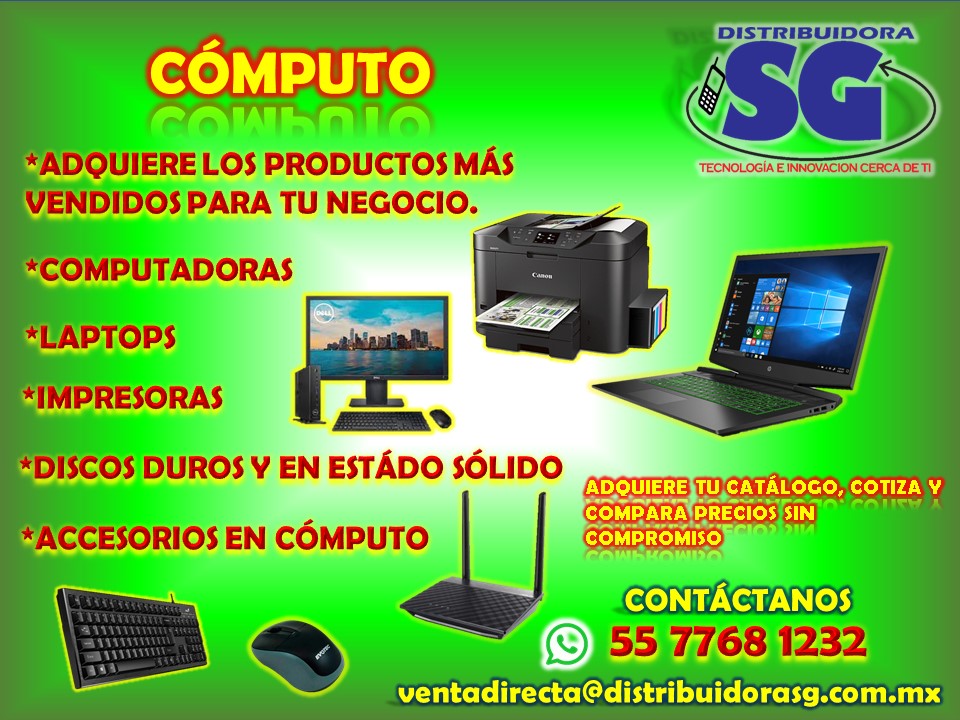 DISTRIBUIDORA
SG
TECNOLOGÍA E INNOVACION CERCA DE TI
CÓMPUTO
*ADQUIERE LOS PRODUCTOS MÁS
VENDIDOS PARA TU NEGOCIO.
*COMPUTADORAS
*LAPTOPS
*IMPRESORAS
*DISCOS DUROS Y EN ESTÁDO SÓLIDO
*ACCESORIOS EN CÓMPUTO
Canon
DELL
ADQUIERE TU CATÁLOGO, COTIZA Y
COMPARA PRECIOS SIN
COMPROMISO
CONTÁCTANOS
55 7768 1232
ventadirecta@distribuidorasg.com.mx